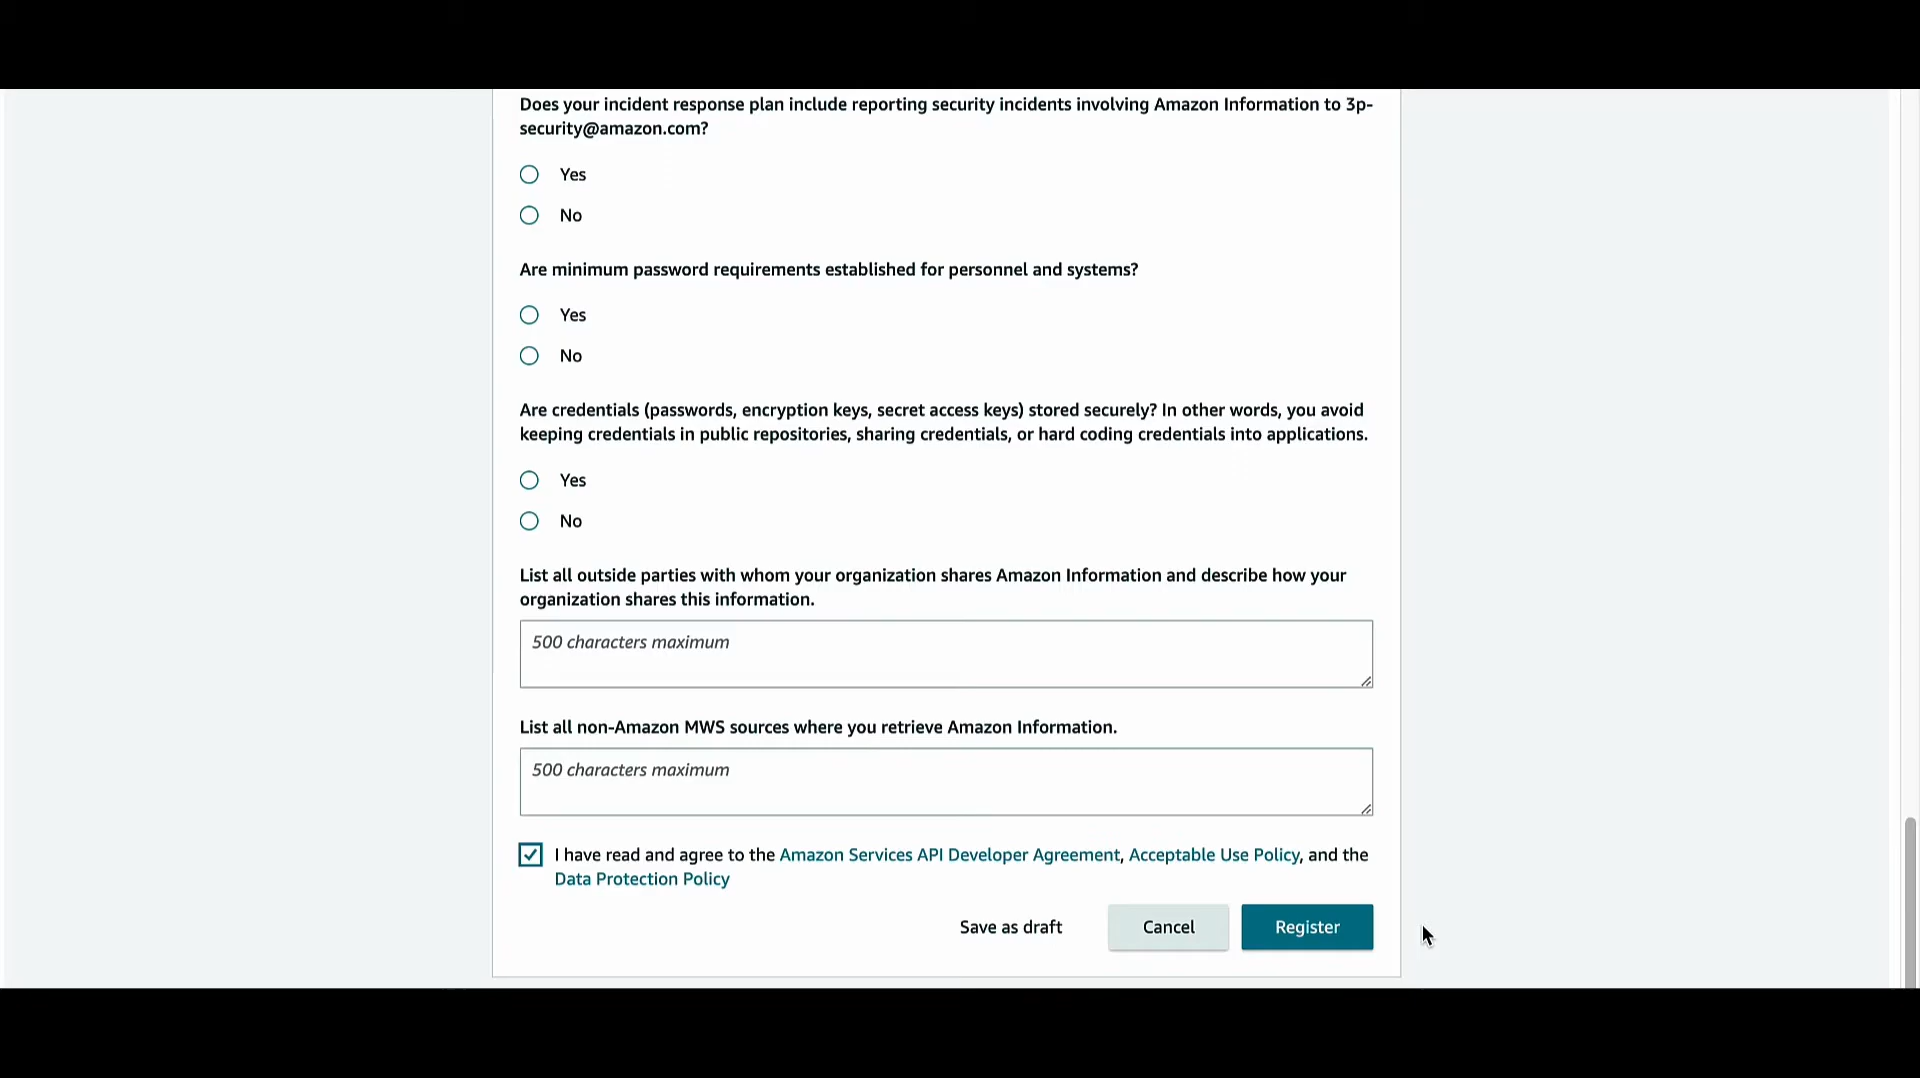 Does your incident response plan include reporting security incidents involving Amazon Information to 3p-
security@amazon.com?
Yes
No
Are minimum password requirements established for personnel and systems?
Yes
No
Are credentials (passwords, encryption keys, secret access keys) stored securely? In other words, you avoid
keeping credentials in public repositories, sharing credentials, or hard coding credentials into applications.
Yes
No
List all outside parties with whom your organization shares Amazon Information and describe how your
organization shares this information.
500 characters maximum
List all non-Amazon MWS sources where you retrieve Amazon Information.
500 characters maximum
I have read and agree to the Amazon Services API Developer Agreement, Acceptable Use Policy, and the
Data Protection Policy
Save as draft Cancel Register